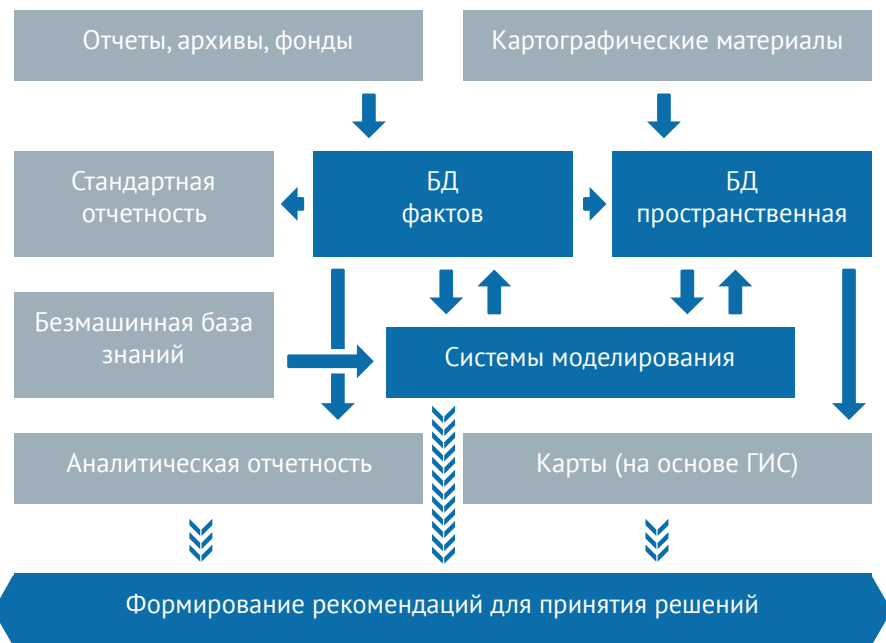 Отчеты, архивы, фонды
Картографические материалы
Стандартная
отчетность
БД
фактов
БД
пространственная
Безмашинная база
знаний
Системы моделирования
Аналитическая отчетность
Карты (на основе ГИС)
Формирование рекомендаций для принятия решений